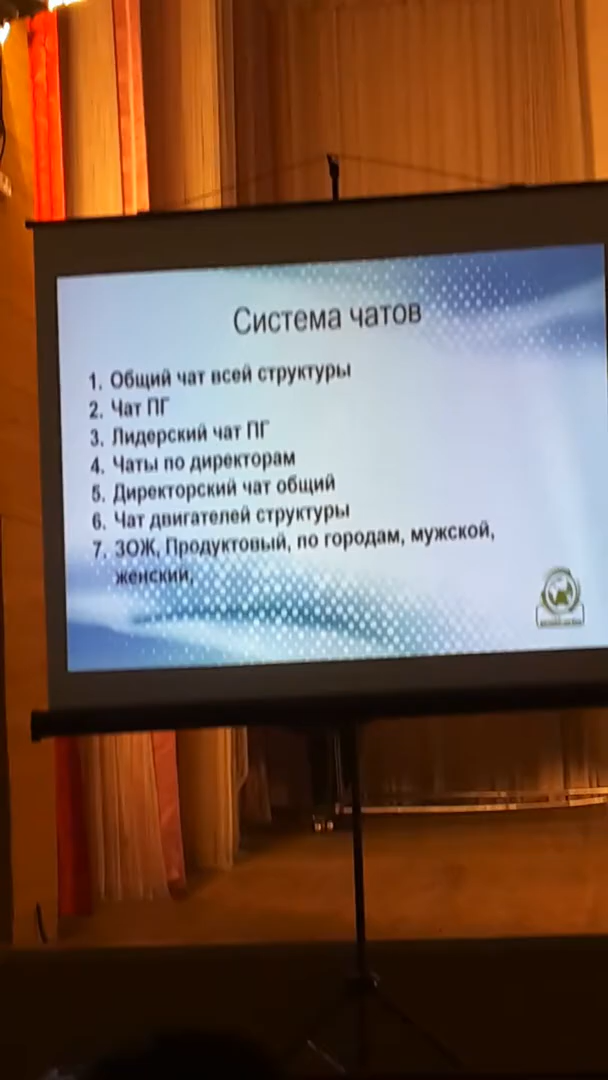 Система чатов
1. Общий чат всей структуры
2. Чат ПГ
3. Лидерский чат ПГ
4. Чаты по директорам
5. Директорский чат общий
6. Чат двигателей структуры
7. ЗОЖ, Продуктовый, по городам, мужской,
женский,